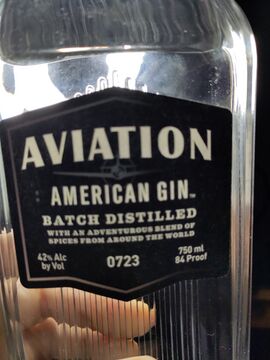 AVIATION
AMERICAN GIN™
BATCH DISTILLED
WITH AN ADVENTUROUS BLEND OF
SPICES FROM AROUND THE WORLD
42% Alc
by Vol
0723
750 ml
84 Proof